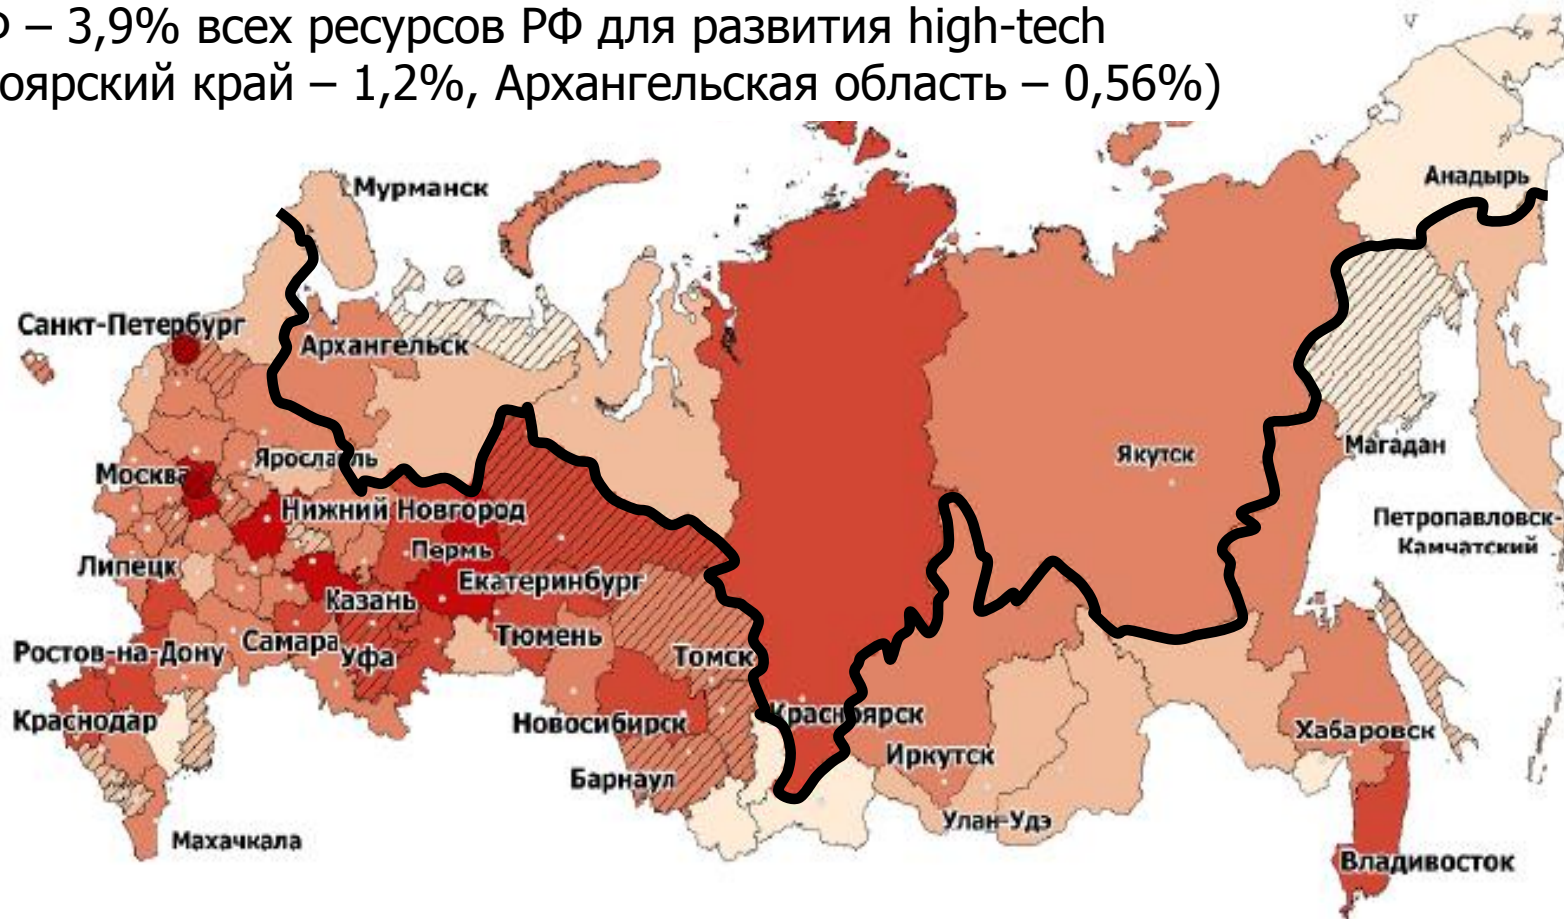 Ф – 3,9% всех ресурсов РФ для развития high-tech
оярский край – 1,2%, Архангельская область – 0,56%)
Мурманск
Анадырь
Санкт-Петербург
Архангельск
Ярославль
Якутск
Магадан
Москва
Нижний Новгород
Петропавловск-
Камчатский
Пермь
Липецк
Екатеринбург
Казань
Тюмень
Самара
Уфа
Ростов-на-Дону
Томск
Краснодар
Новосибирск
Красноярск
Хабаровск
Иркутск
Барнаул
Улан-Удэ
Махачкала
Владивосток